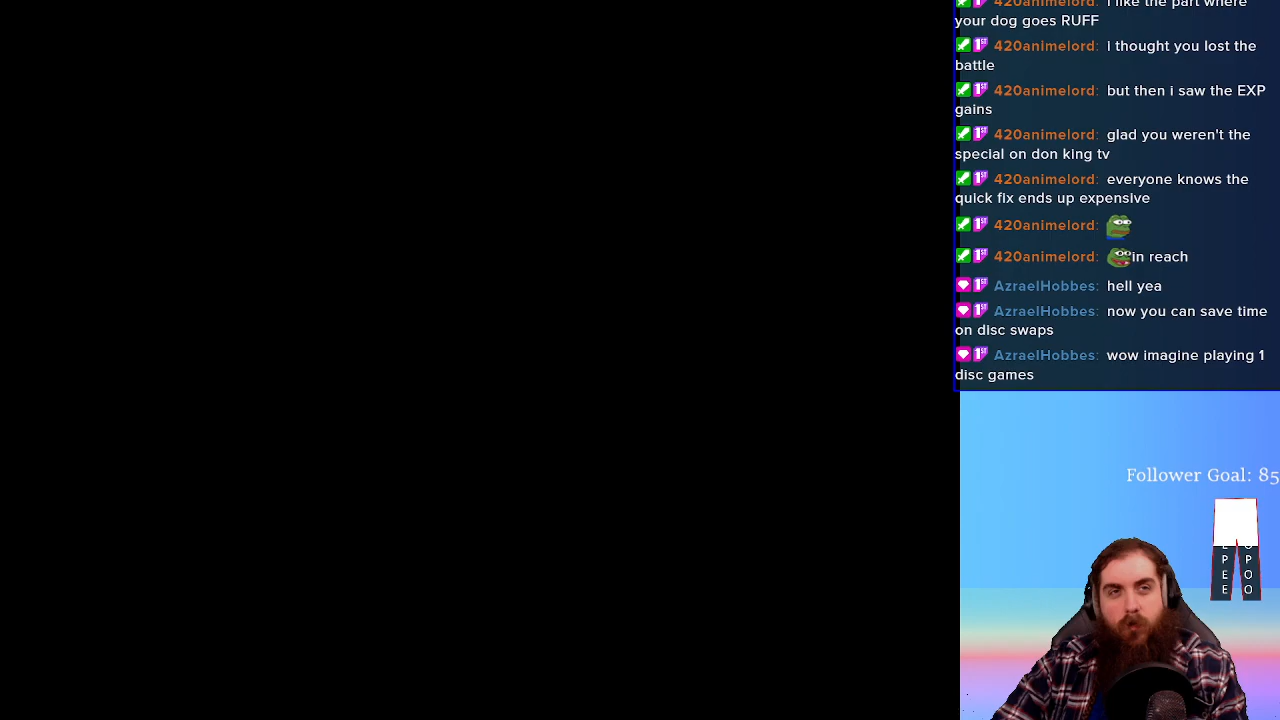 420animelord: i like the part where
your dog goes RUFF
420animelord: i thought you lost the
battle
420animelord: but then i saw the EXP
gains
420animelord: glad you weren't the
special on don king tv
420animelord: everyone knows the
quick fix ends up expensive
420animelord:
420animelord: in reach
AzraelHobbes: hell yea
AzraelHobbes: now you can save time
on disc swaps
AzraelHobbes: wow imagine playing 1
disc games
Follower Goal: 85
P P
E O
E O